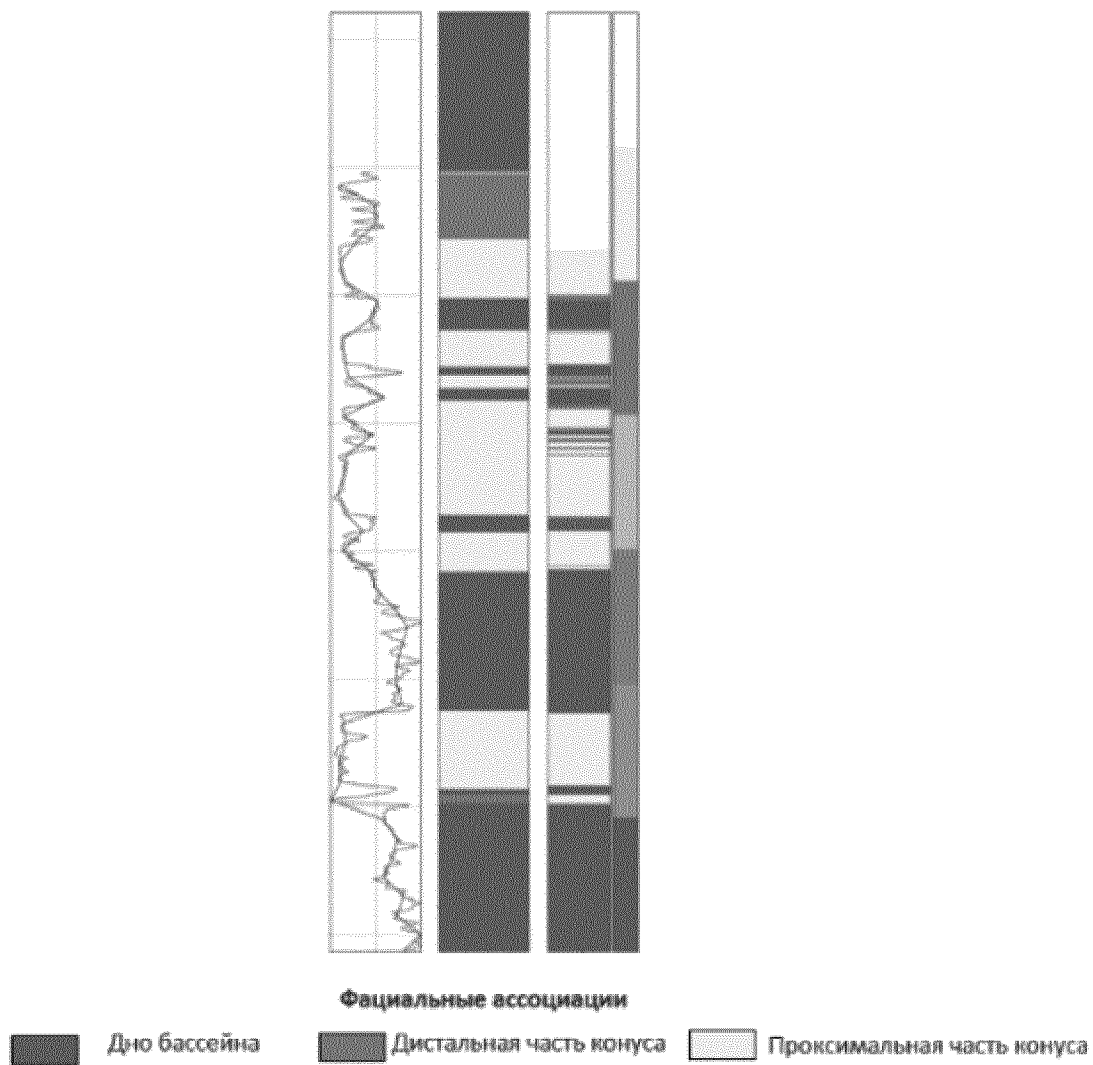 Фациальные ассоциации
Дно бассейна Дистальная часть конуса Проксимальная часть конуса